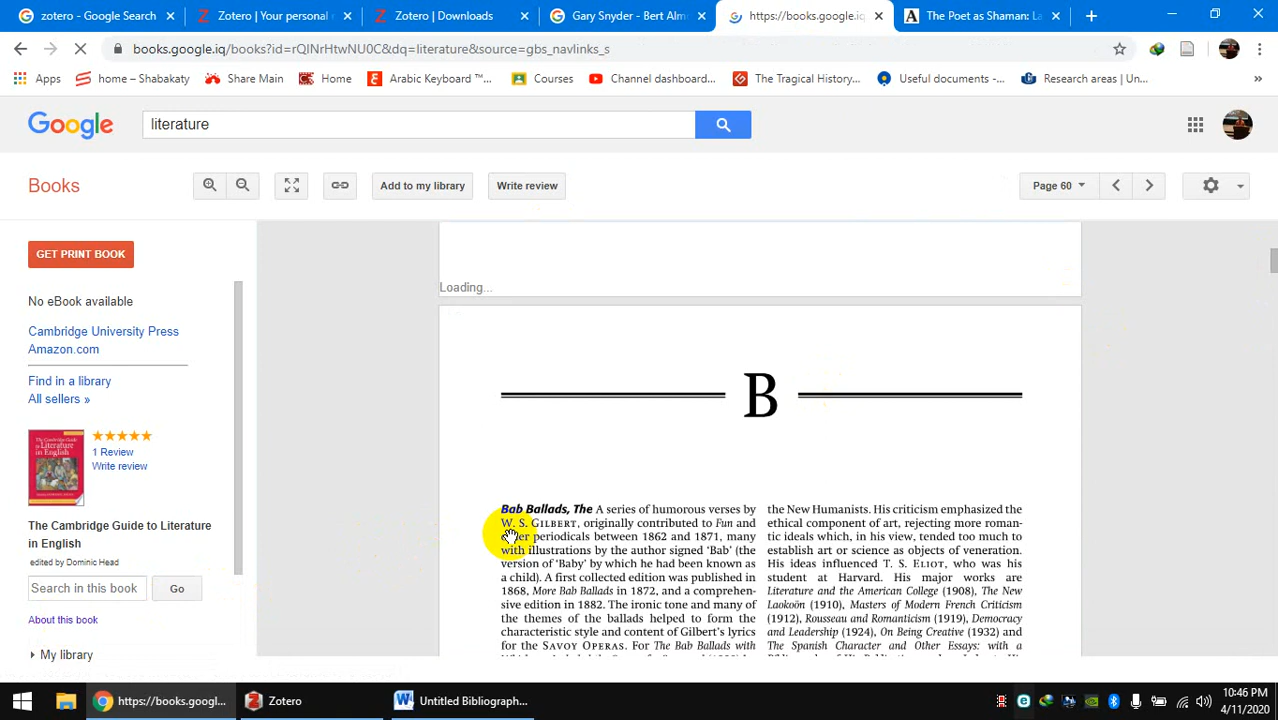 zotero - Google Search
Zotero | Your personal r
Zotero | Downloads
Gary Snyder - Bert Almo
https://books.google.iq/
The Poet as Shaman: La
books.google.iq/books?id=rQlNrHtwNU0C&dq=literature&source=gbs_navlinks_s
Apps
home – Shabakaty
Share Main
Home
Arabic Keyboard ™...
Courses
Channel dashboard...
The Tragical History...
Useful documents -...
Research areas | Un...
»
Google
literature
Books
Add to my library
Write review
Page 60
GET PRINT BOOK
No eBook available
Cambridge University Press
Amazon.com
Find in a library
All sellers »
1 Review
Write review
The Cambridge Guide to Literature
in English
edited by Dominic Head
Search in this book
Go
About this book
My library
Loading...
B
Bab Ballads, The A series of humorous verses by
W. S. GILBERT, originally contributed to Fun and
other periodicals between 1862 and 1871, many
with illustrations by the author signed 'Bab' (the
version of 'Baby' by which he had been known as
a child). A first collected edition was published in
1868, More Bab Ballads in 1872, and a comprehen-
sive edition in 1882. The ironic tone and many of
the themes of the ballads helped to form the
characteristic style and content of Gilbert's lyrics
for the SAVOY OPERAS. For The Bab Ballads with
the New Humanists. His criticism emphasized the
ethical component of art, rejecting more roman-
tic ideals which, in his view, tended too much to
establish art or science as objects of veneration.
His ideas influenced T. S. ELIOT, who was his
student at Harvard. His major works are
Literature and the American College (1908), The New
Laokoön (1910), Masters of Modern French Criticism
(1912), Rousseau and Romanticism (1919), Democracy
and Leadership (1924), On Being Creative (1932) and
The Spanish Character and Other Essays: with a
https://books.googl...
Zotero
Untitled Bibliograph...
10:46 PM
4/11/2020